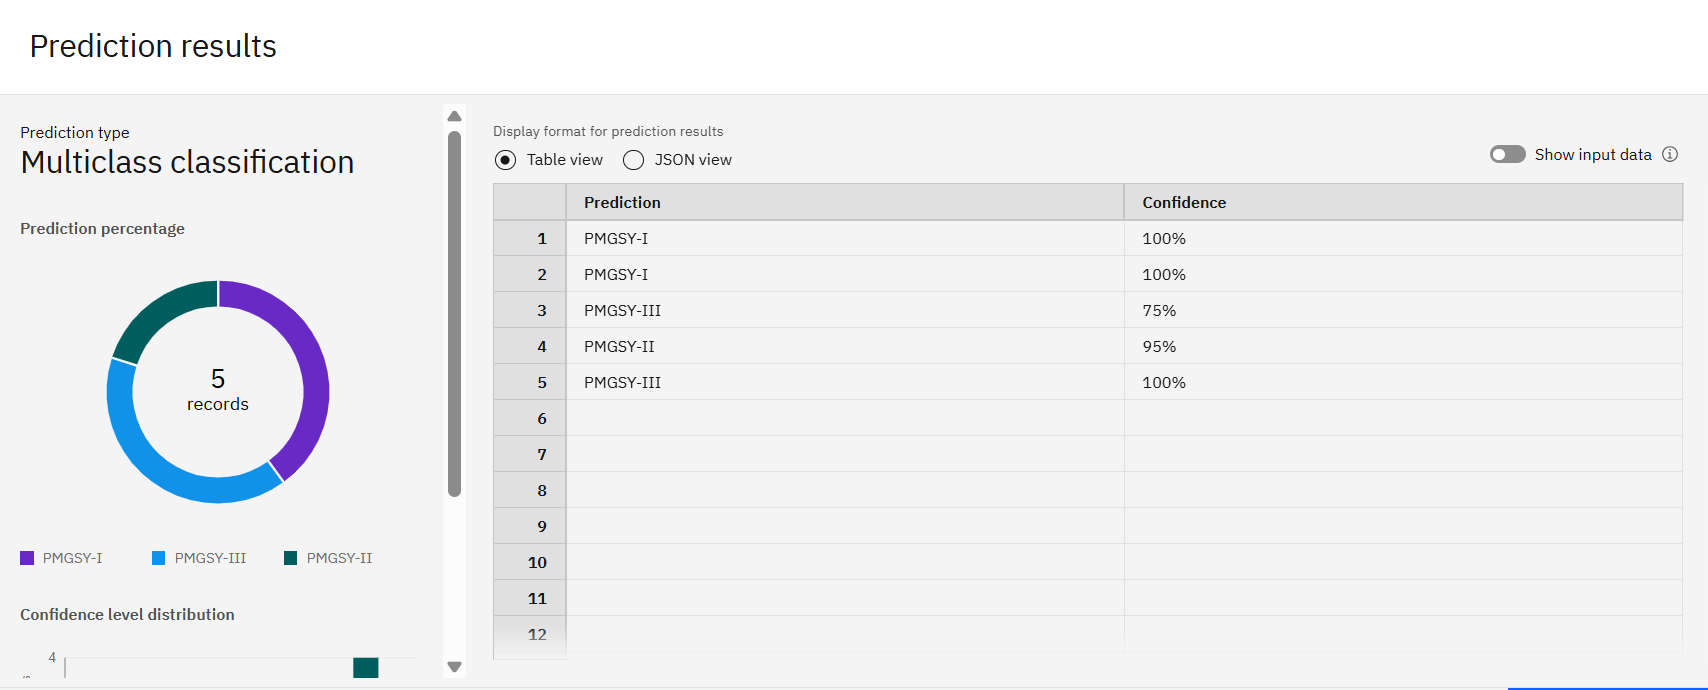 Prediction results
Prediction type
Multiclass classification
Prediction percentage
5
records
PMGSY-I PMGSY-III PMGSY-II
Confidence level distribution
4
Display format for prediction results
Table view JSON view
Show input data
Prediction Confidence
1 PMGSY-I 100%
2 PMGSY-I 100%
3 PMGSY-III 75%
4 PMGSY-II 95%
5 PMGSY-III 100%
6
7
8
9
10
11
12